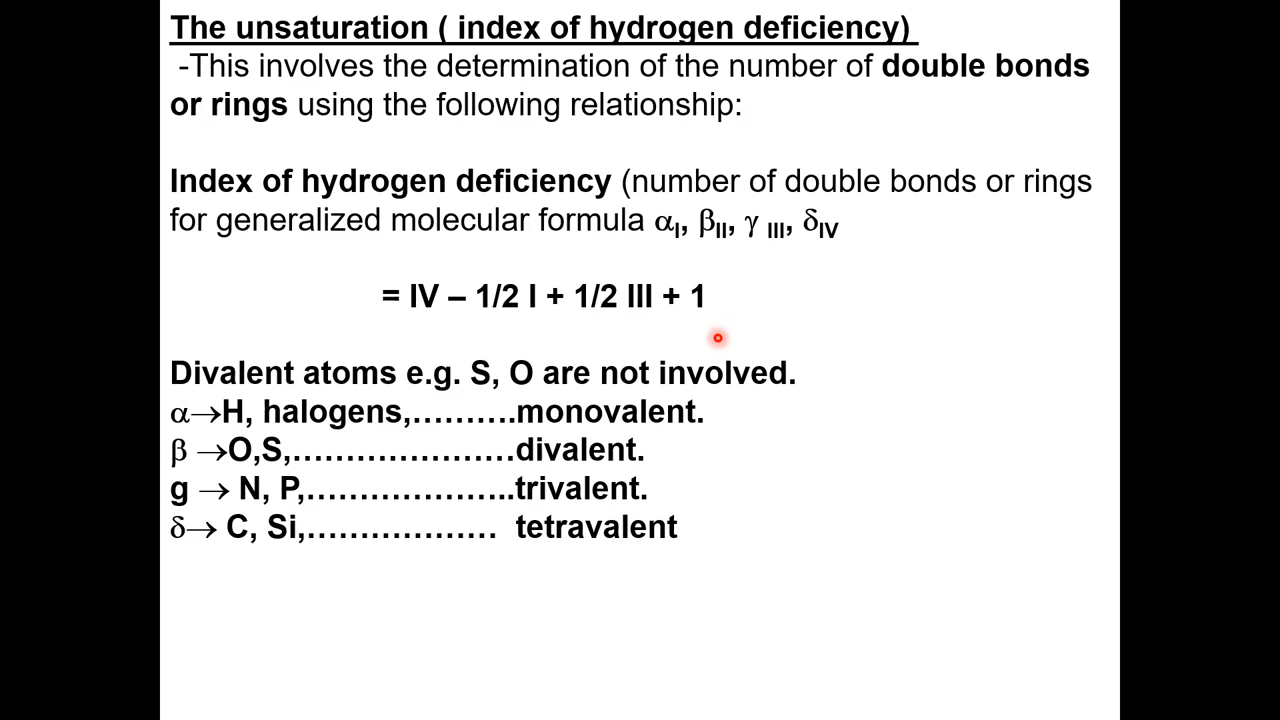 The unsaturation ( index of hydrogen deficiency)
-This involves the determination of the number of double bonds
or rings using the following relationship:
Index of hydrogen deficiency (number of double bonds or rings
for generalized molecular formula αI, βII, γ III, δIV
= IV – 1/2 I + 1/2 III + 1
Divalent atoms e.g. S, O are not involved.
α→H, halogens,……….monovalent.
β →O,S,…………………divalent.
g → N, P,………………..trivalent.
δ→ C, Si,……………… tetravalent